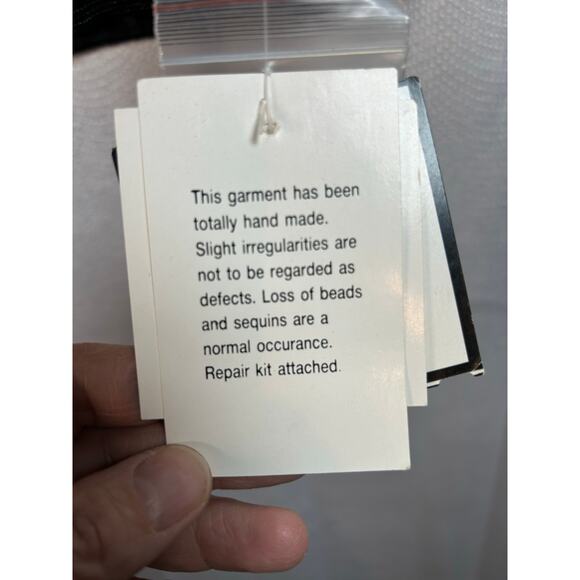 This garment has been
totally hand made.
Slight irregularities are
not to be regarded as
defects. Loss of beads
and sequins are a
normal occurance.
Repair kit attached.